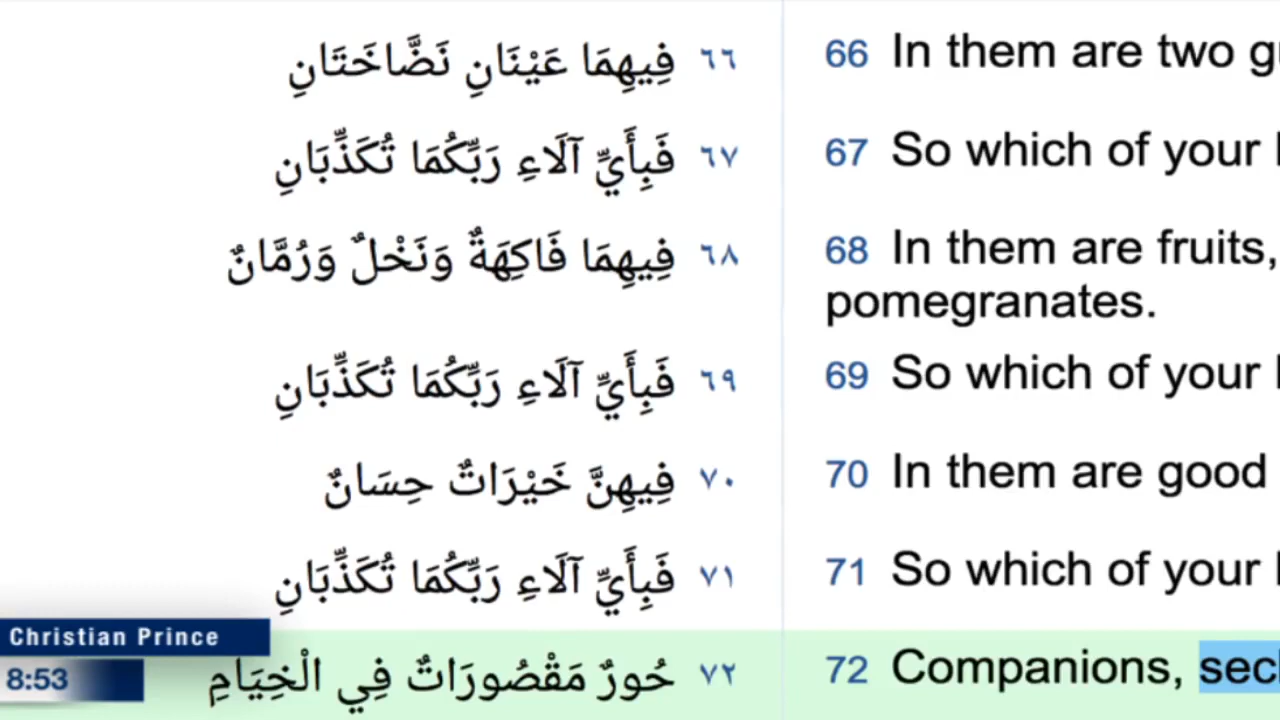 ٦٦ فِيهِمَا عَيْنَانِ نَضَّاخَتَانِ
66 In them are two
٦٧ فَبِأَيِّ آلَاءِ رَبِّكُمَا تُكَذِّبَانِ
67 So which of your
٦٨ فِيهِمَا فَاكِهَةٌ وَنَخْلٌ وَرُمَّانٌ
68 In them are fruits,
pomegranates.
٦٩ فَبِأَيِّ آلَاءِ رَبِّكُمَا تُكَذِّبَانِ
69 So which of your
٧٠ فِيهِنَّ خَيْرَاتٌ حِسَانٌ
70 In them are good
٧١ فَبِأَيِّ آلَاءِ رَبِّكُمَا تُكَذِّبَانِ
71 So which of your
٧٢ حُورٌ مَقْصُورَاتٌ فِي الْخِيَامِ
72 Companions,
Christian Prince
8:53